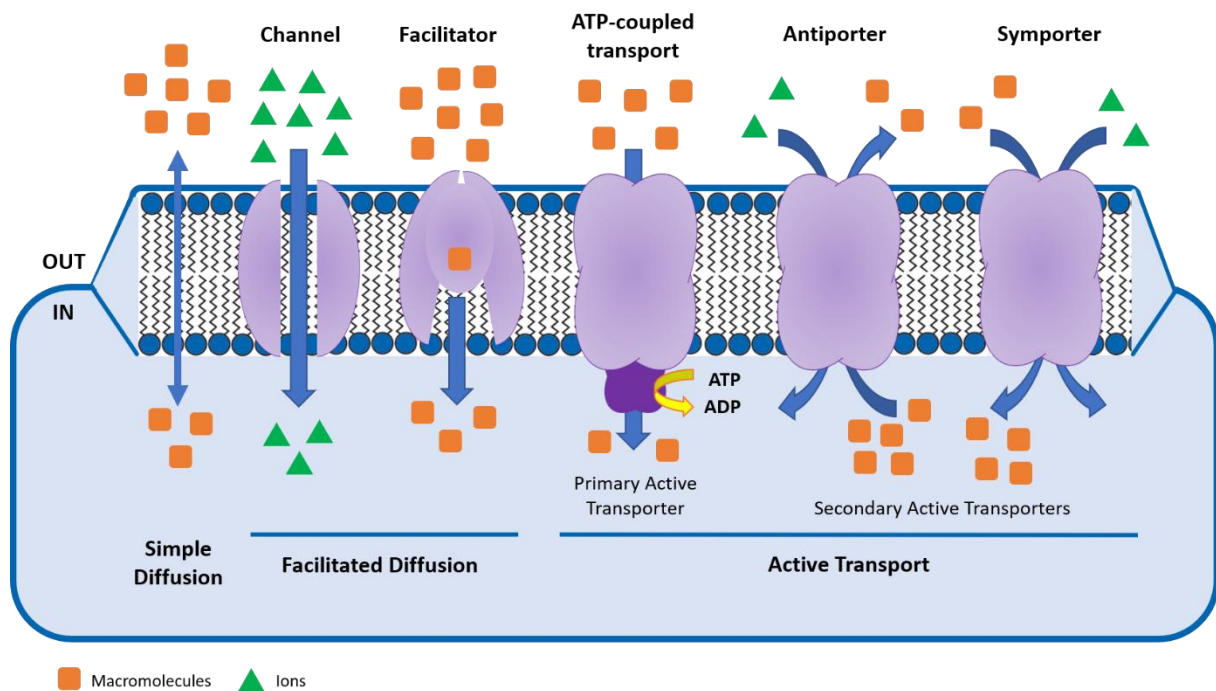 Channel
Facilitator
ATP-coupled
transport
Antiporter
Symporter
OUT
IN
ATP
ADP
Primary Active
Transporter
Secondary Active Transporters
Simple
Diffusion
Facilitated Diffusion
Active Transport
Macromolecules
Ions